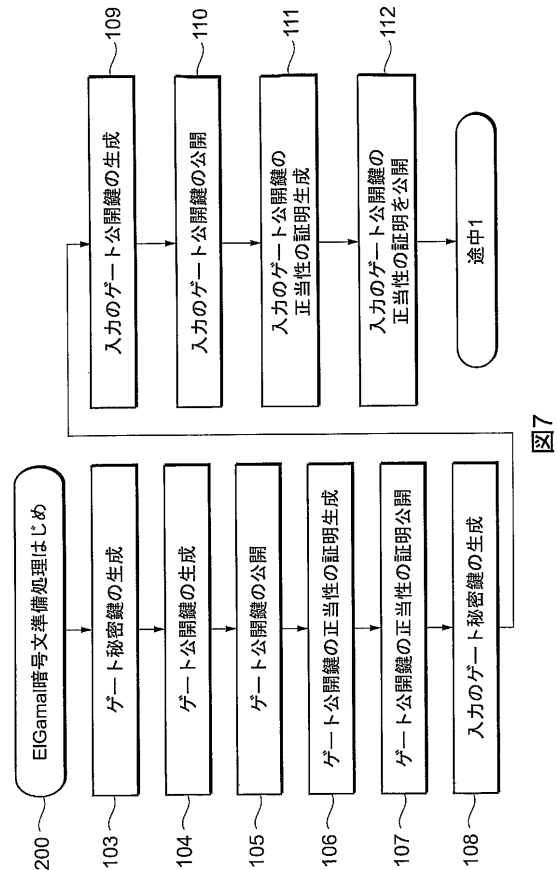 200
ElGamal暗号文準備処理はじめ
103
ゲート秘密鍵の生成
104
ゲート公開鍵の生成
105
ゲート公開鍵の公開
106
ゲート公開鍵の正当性の証明生成
107
ゲート公開鍵の正当性の証明公開
108
入力のゲート秘密鍵の生成
入力のゲート公開鍵の生成
109
入力のゲート公開鍵の公開
110
入力のゲート公開鍵の
正当性の証明生成
111
入力のゲート公開鍵の
正当性の証明を公開
112
途中1
図7